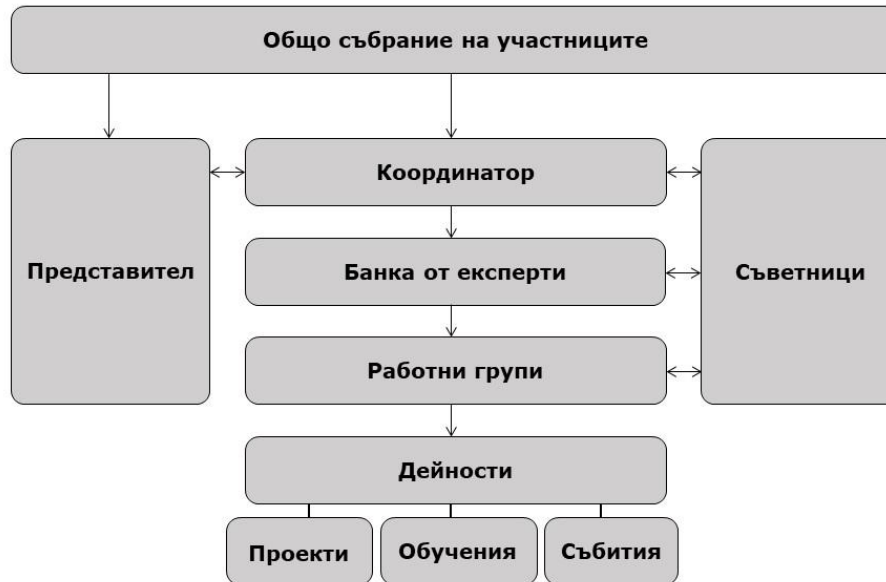 Общо събрание на участниците
Представител
Координатор
Банка от експерти
Работни групи
Съветници
Дейности
Проекти
Обучения
Събития